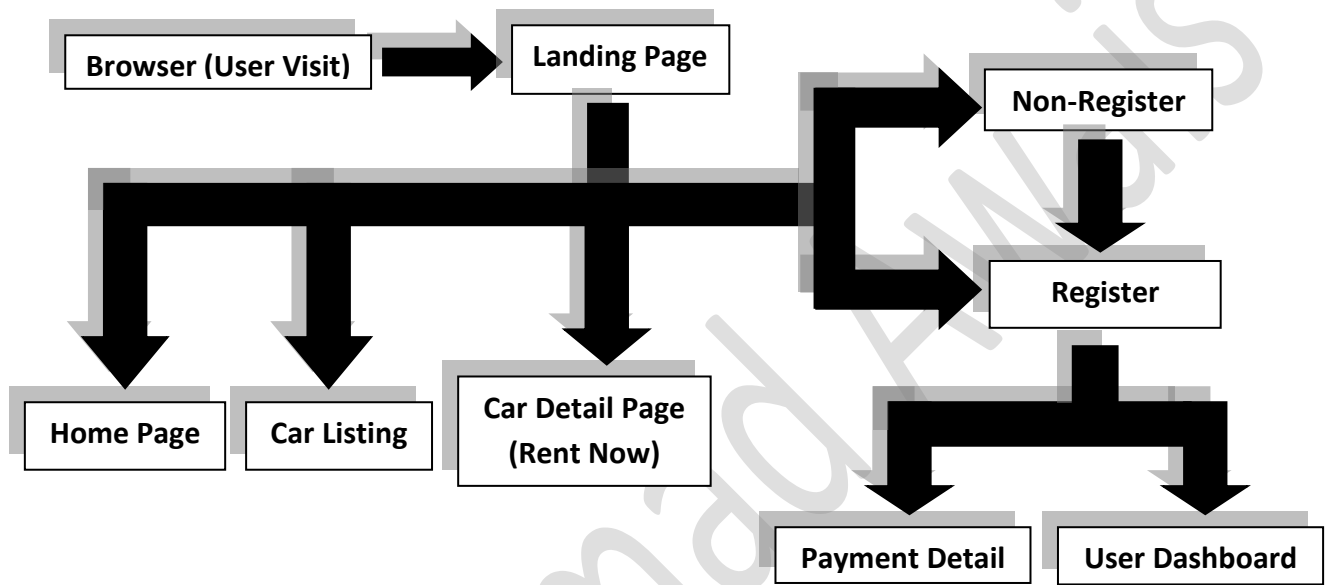 Browser (User Visit)
Landing Page
Non-Register
Register
Home Page
Car Listing
Car Detail Page
(Rent Now)
Payment Detail
User Dashboard